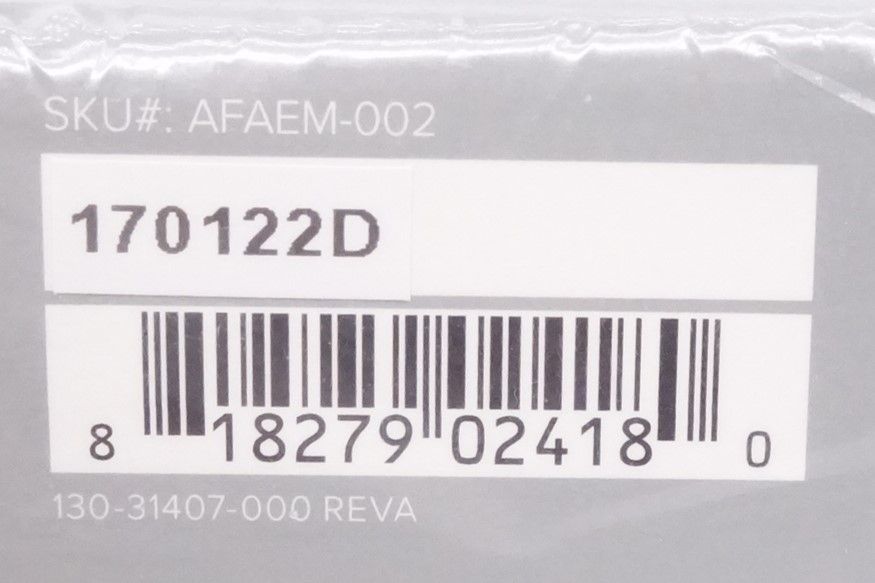 SKU#: AFAEM-002
170122D
8 18279 02418 0
130-31407-000 REVA